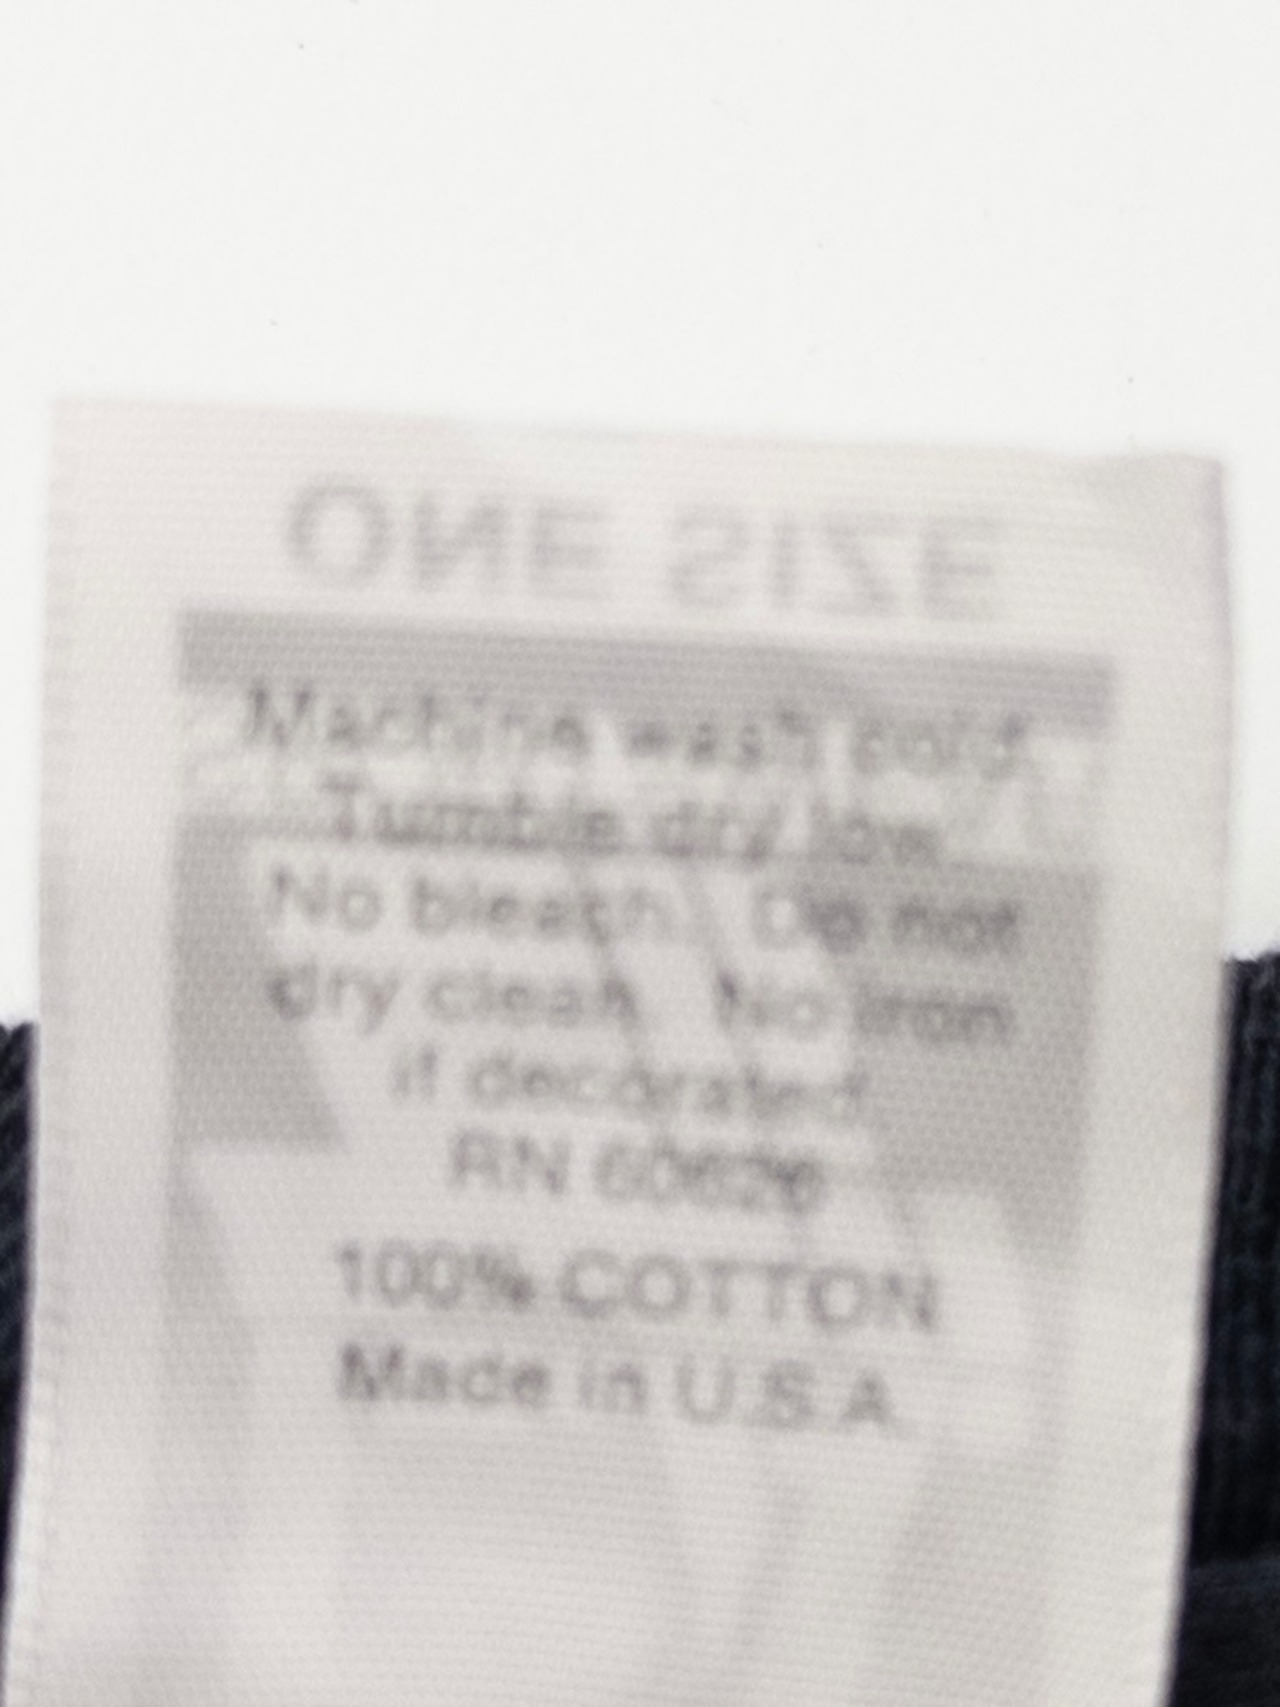 ONE SIZE
Machine wash cold.
Tumble dry low
No bleach. Do not
dry clean. No iron
if decorated
RN
100% COTTON
Made in U.S.A.